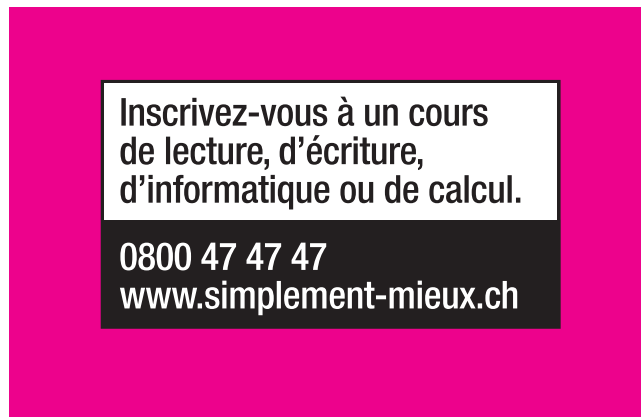 Inscrivez-vous à un cours
de lecture, d’écriture,
d’informatique ou de calcul.
0800 47 47 47
www.simplement-mieux.ch